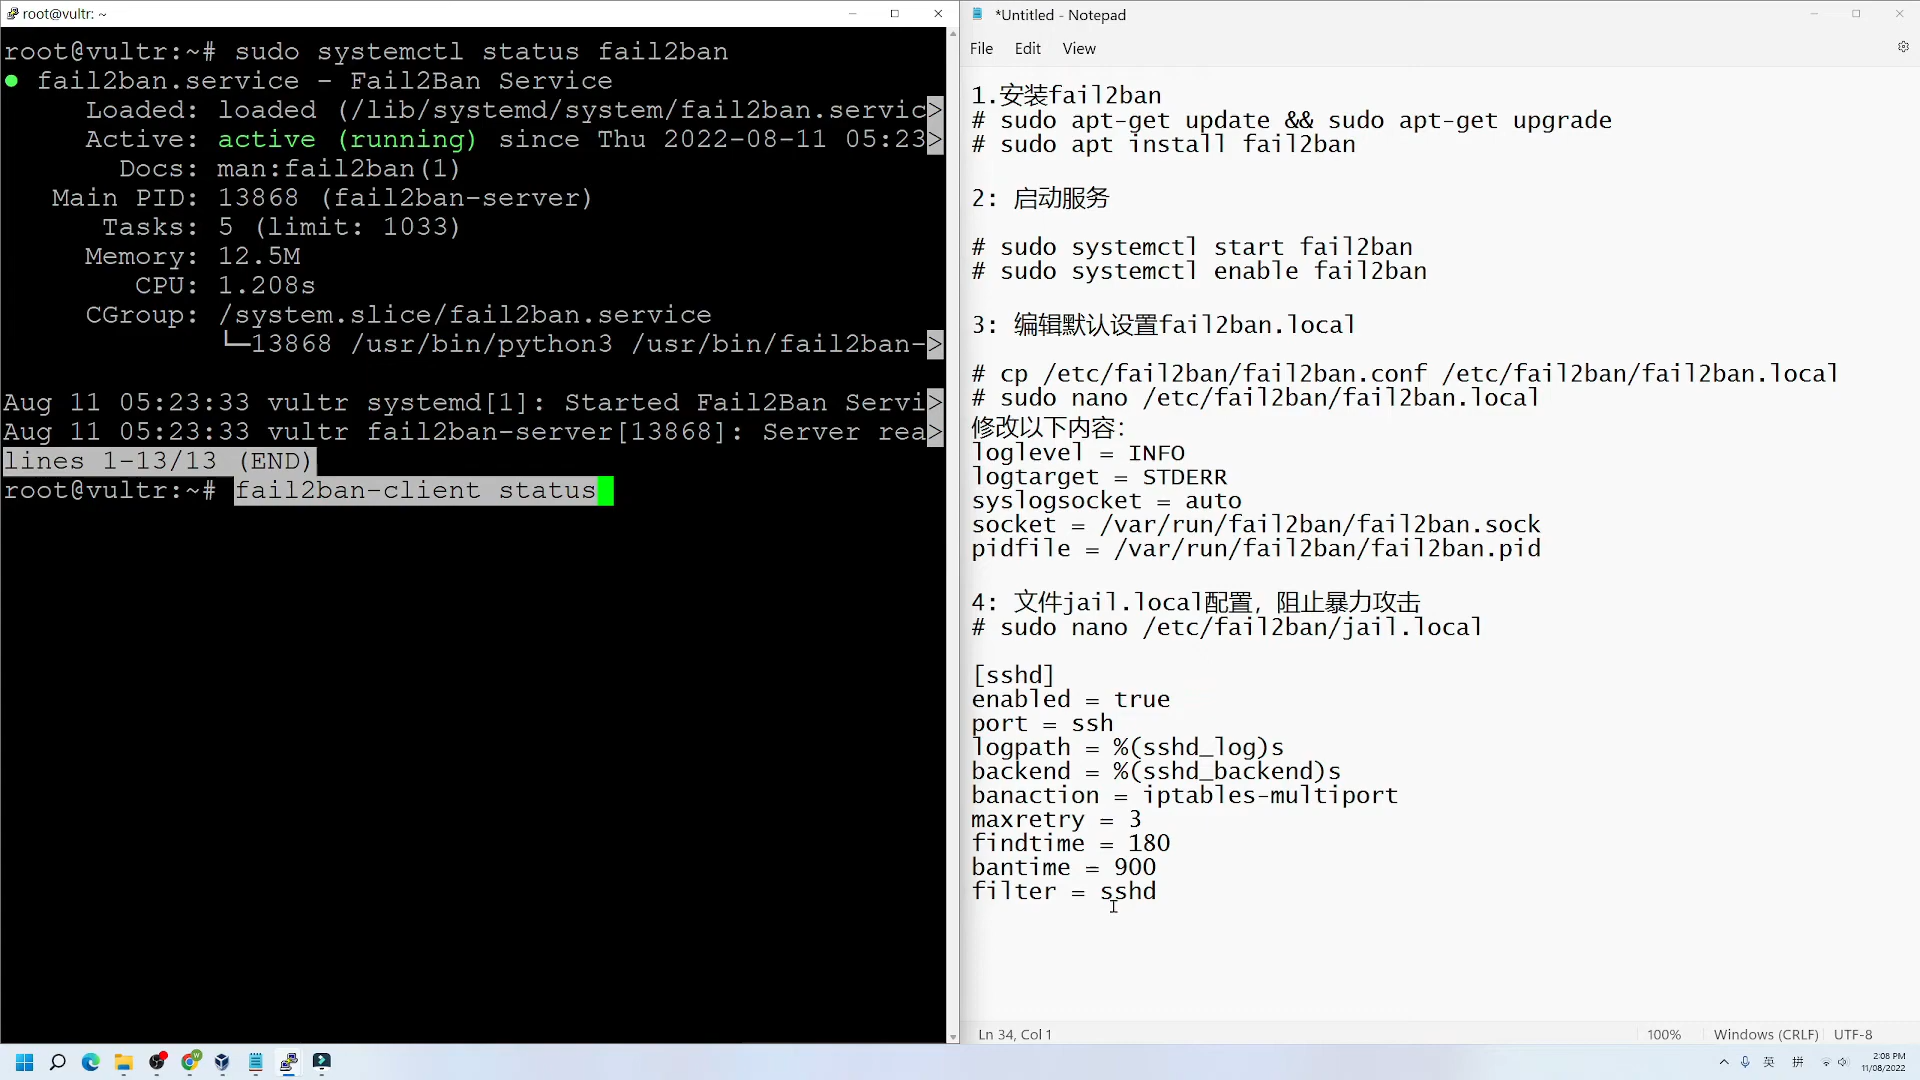 root@vultr: ~
root@vultr:~# sudo systemctl status fail2ban
● fail2ban.service - Fail2Ban Service
Loaded: loaded (/lib/systemd/system/fail2ban.servic>
Active: active (running) since Thu 2022-08-11 05:23>
Docs: man:fail2ban(1)
Main PID: 13868 (fail2ban-server)
Tasks: 5 (limit: 1033)
Memory: 12.5M
CPU: 1.208s
CGroup: /system.slice/fail2ban.service
└─13868 /usr/bin/python3 /usr/bin/fail2ban->
Aug 11 05:23:33 vultr systemd[1]: Started Fail2Ban Servi>
Aug 11 05:23:33 vultr fail2ban-server[13868]: Server rea>
lines 1-13/13 (END)
root@vultr:~# fail2ban-client status
*Untitled - Notepad
File Edit View
1.安装fail2ban
# sudo apt-get update && sudo apt-get upgrade
# sudo apt install fail2ban
2: 启动服务
# sudo systemctl start fail2ban
# sudo systemctl enable fail2ban
3: 编辑默认设置fail2ban.local
# cp /etc/fail2ban/fail2ban.conf /etc/fail2ban/fail2ban.local
# sudo nano /etc/fail2ban/fail2ban.local
修改以下内容：
loglevel = INFO
logtarget = STDERR
syslogsocket = auto
socket = /var/run/fail2ban/fail2ban.sock
pidfile = /var/run/fail2ban/fail2ban.pid
4: 文件jail.local配置，阻止暴力攻击
# sudo nano /etc/fail2ban/jail.local
[sshd]
enabled = true
port = ssh
logpath = %(sshd_log)s
backend = %(sshd_backend)s
banaction = iptables-multiport
maxretry = 3
findtime = 180
bantime = 900
filter = sshd
Ln 34, Col 1
100%
Windows (CRLF)
UTF-8
英
拼
2:08 PM
11/08/2022